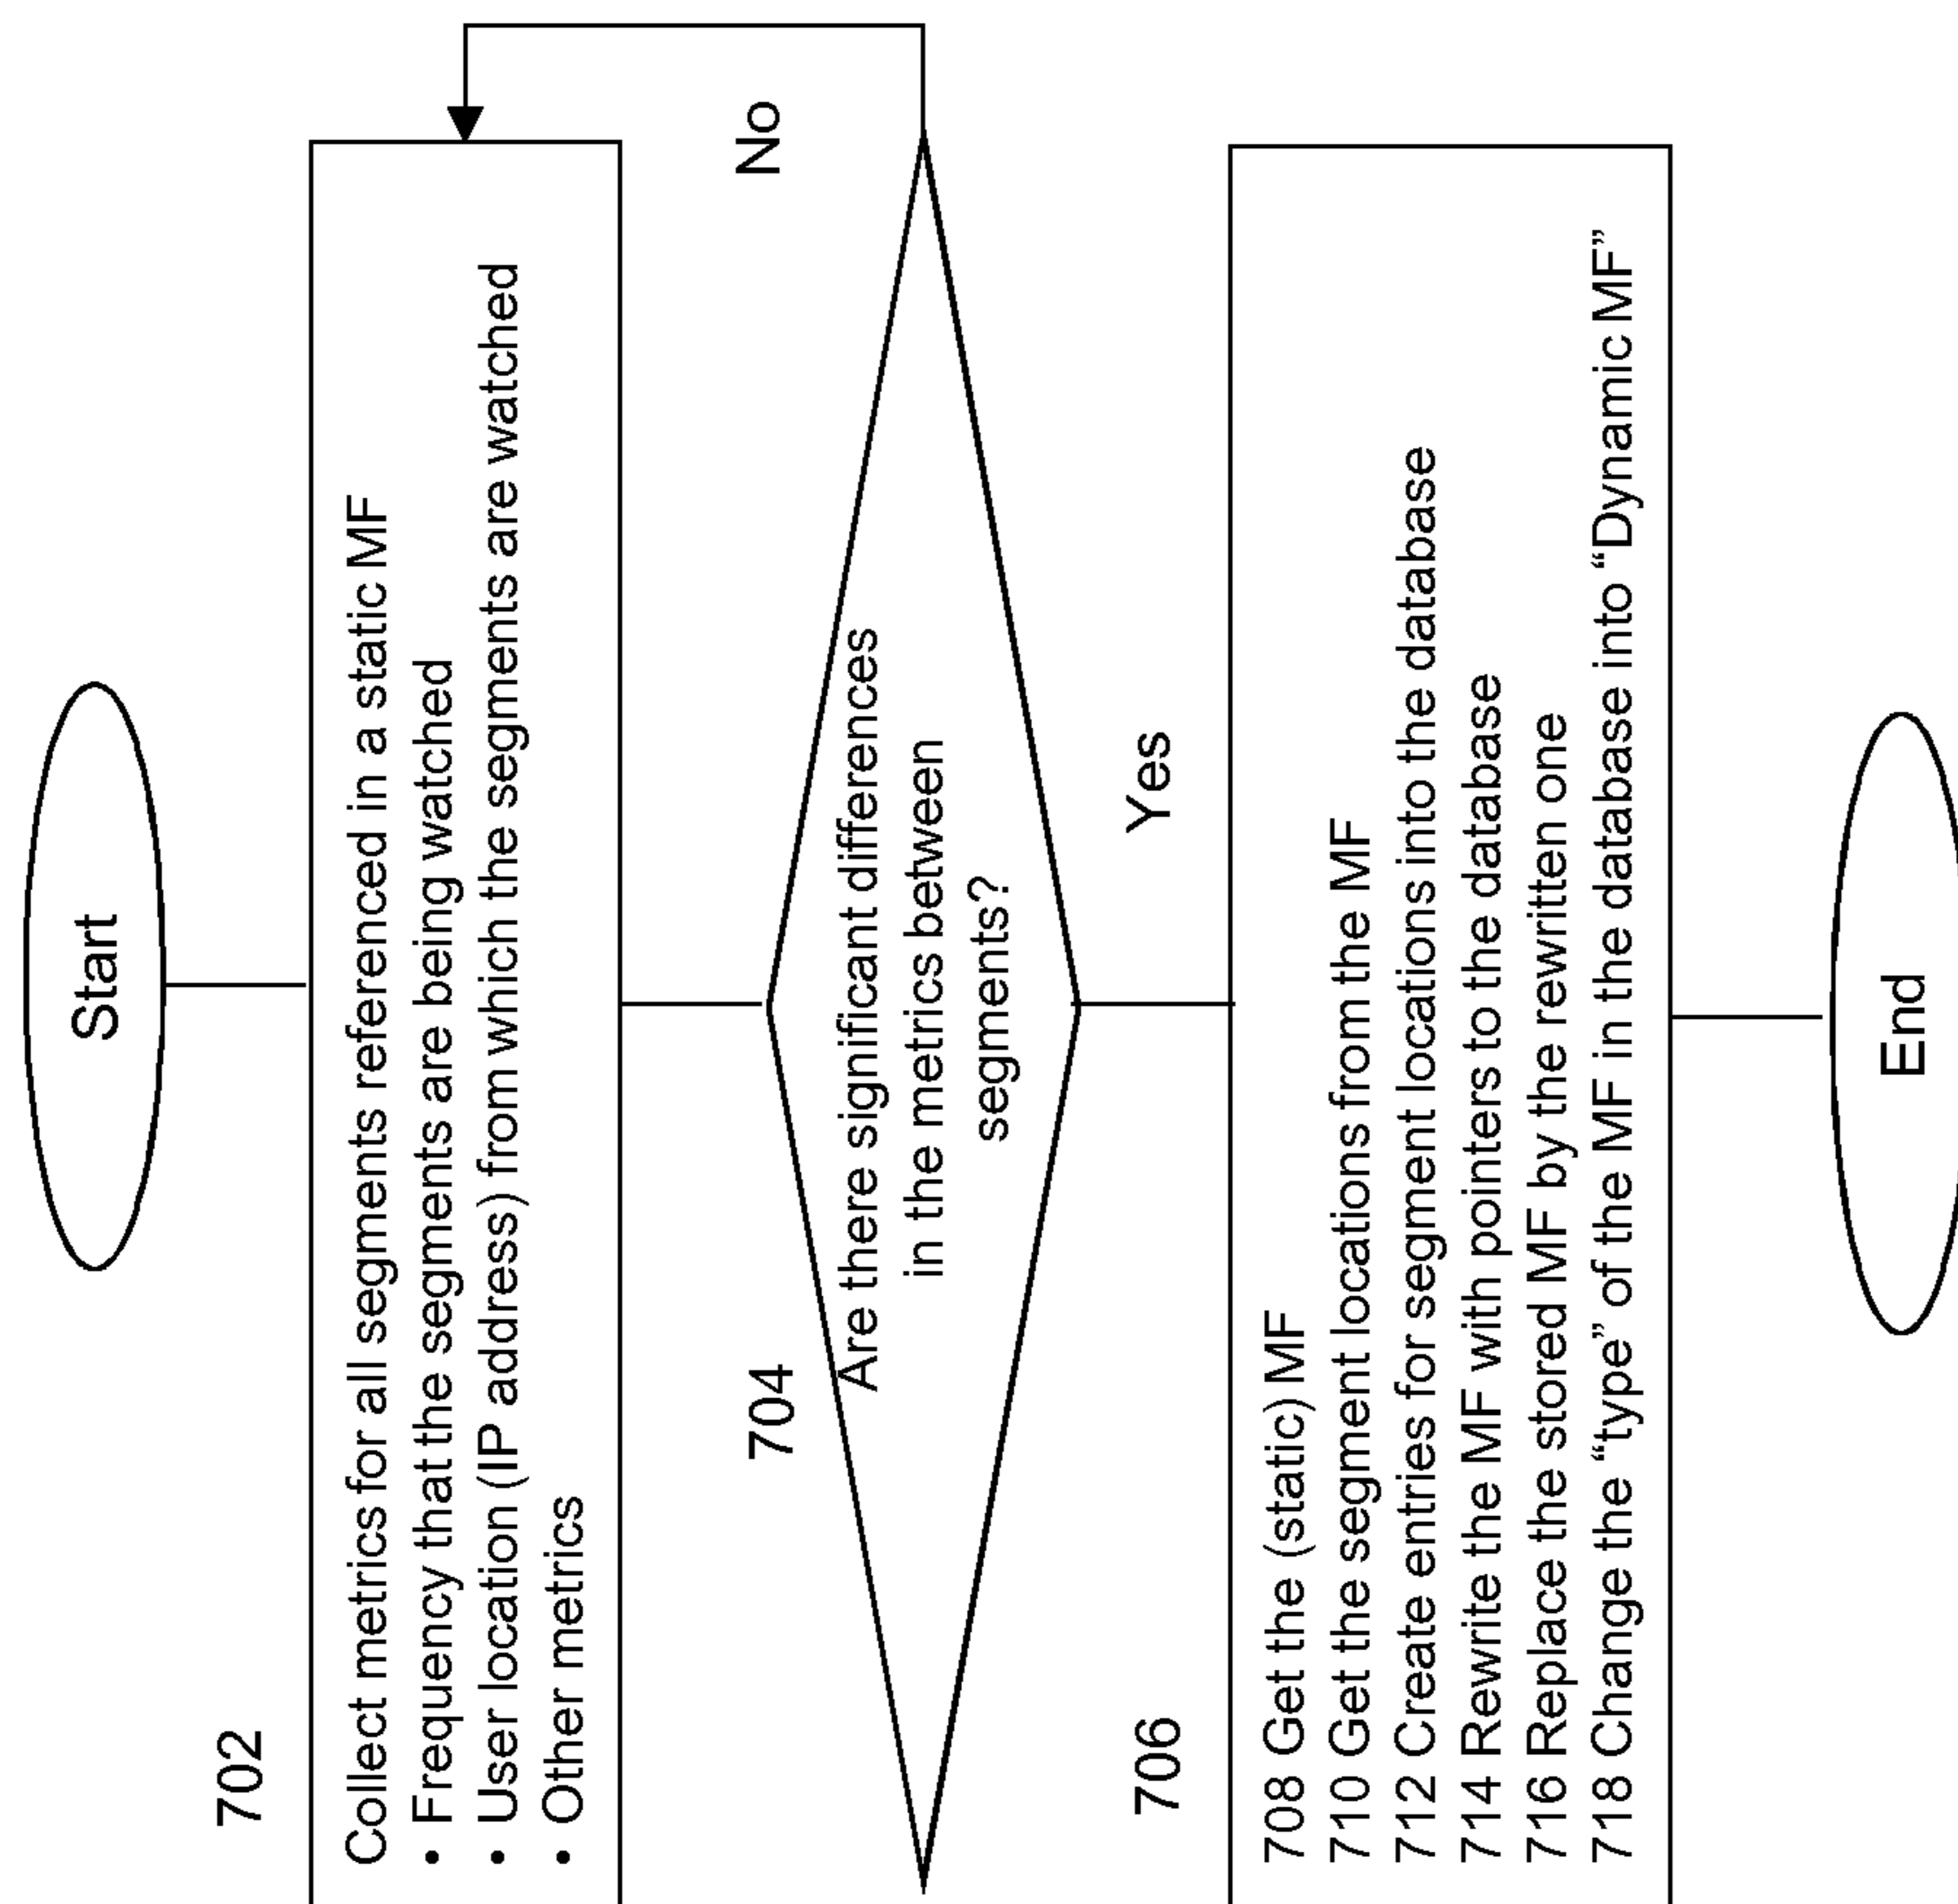 Start
702
Collect metrics for all segments referenced in a static MF
• Frequency that the segments are being watched
• User location (IP address) from which the segments are watched
• Other metrics
704
No
Are there significant differences
in the metrics between
segments?
706
Yes
708 Get the (static) MF
710 Get the segment locations from the MF
712 Create entries for segment locations into the database
714 Rewrite the MF with pointers to the database
716 Replace the stored MF by the rewritten one
718 Change the “type” of the MF in the database into “Dynamic MF”
End